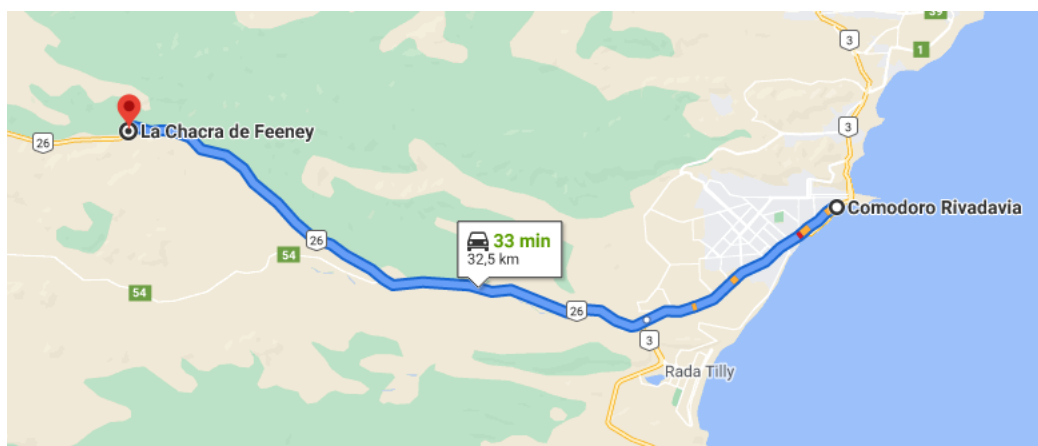 39
3
1
3
La Chacra de Feeney
26
Comodoro Rivadavia
33 min
32,5 km
26
54
54
26
3
Rada Tilly